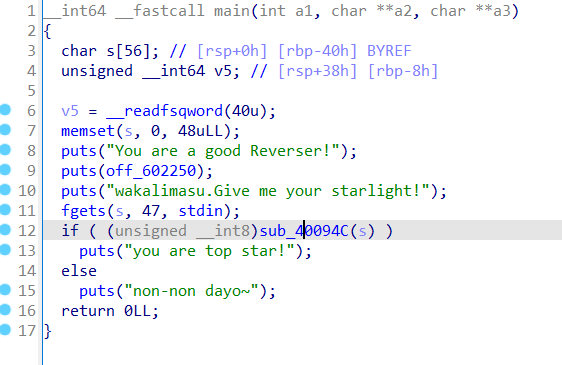 1 __int64 __fastcall main(int a1, char **a2, char **a3)
2 {
3   char s[56]; // [rsp+0h] [rbp-40h] BYREF
4   unsigned __int64 v5; // [rsp+38h] [rbp-8h]
5
6   v5 = __readfsqword(40u);
7   memset(s, 0, 48uLL);
8   puts("You are a good Reverser!");
9   puts(off_602250);
10   puts("wakalimasu.Give me your starlight!");
11   fgets(s, 47, stdin);
12   if ( (unsigned __int8)sub_40094C(s) )
13     puts("you are top star!");
14   else
15     puts("non-non dayo~");
16   return 0LL;
17 }